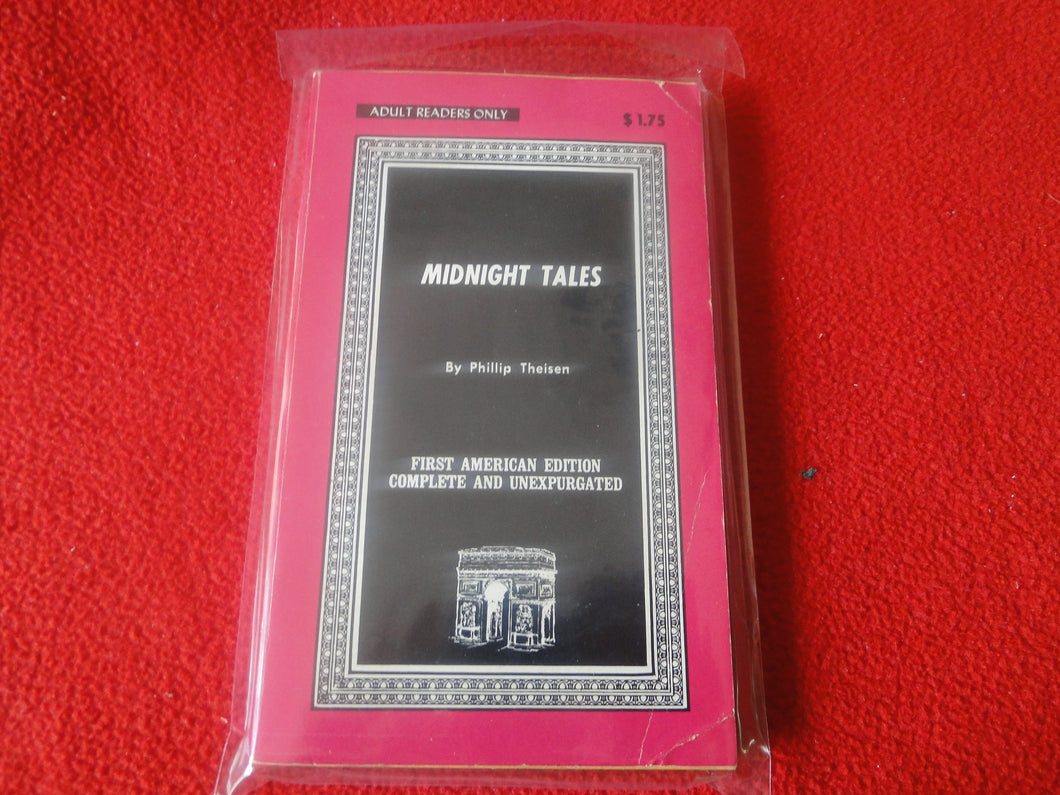 ADULT READERS ONLY
$1.75
MIDNIGHT TALES
By Phillip Theisen
FIRST AMERICAN EDITION
COMPLETE AND UNEXPURGATED